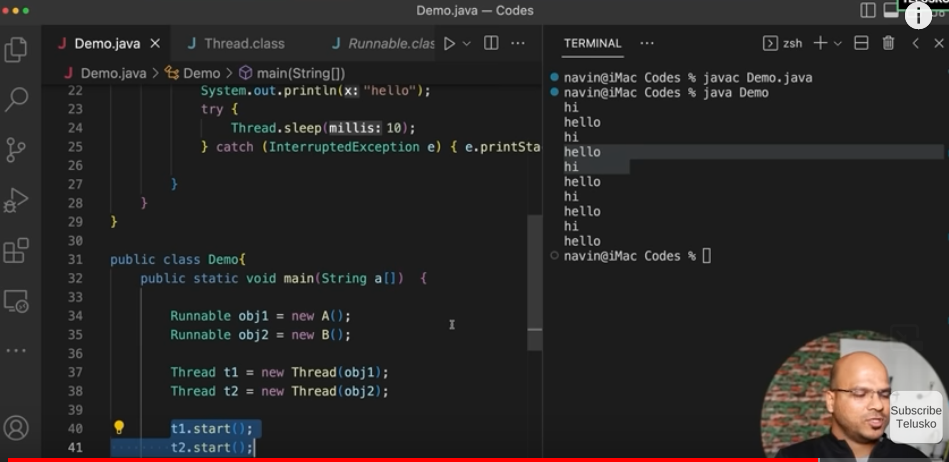 Demo.java — Codes
Demo.java
Thread.class
Runnable.clas
Demo.java > Demo > main(String[])
22 System.out.println(x: "hello");
23 try {
24 Thread.sleep(millis: 10);
25 } catch (InterruptedException e) { e.printSta
26
27 }
28 }
29 }
30
31 public class Demo{
32 public static void main(String a[]) {
33
34 Runnable obj1 = new A();
35 Runnable obj2 = new B();
36
37 Thread t1 = new Thread(obj1);
38 Thread t2 = new Thread(obj2);
39
40 t1.start();
41 t2.start();
TERMINAL
zsh
navin@iMac Codes % javac Demo.java
navin@iMac Codes % java Demo
hi
hello
hi
hello
hi
hello
hi
hello
hi
hello
navin@iMac Codes %
Subscribe
Telusko